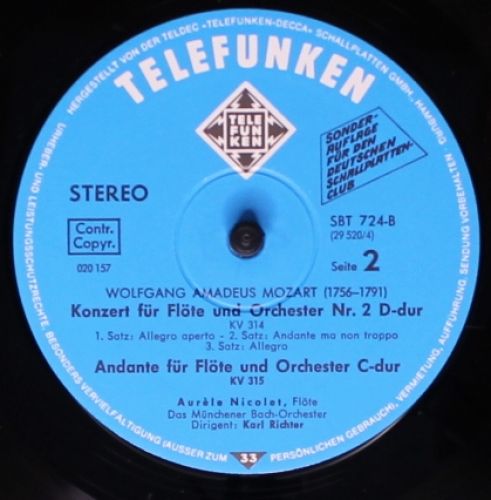 HERGESTELLT VON DER TELDEC »TELEFUNKEN-DECCA« SCHALLPLATTEN GMBH · HAMBURG
URHEBER- UND LEISTUNGSSCHUTZRECHTE, BESONDERS VERVIELFÄLTIGUNG (AUSSER ZUM PERSÖNLICHEN GEBRAUCH), VERMIETUNG, AUFFÜHRUNG, SENDUNG VORBEHALTEN
TELEFUNKEN
TELE
FUN
KEN
SONDER-
AUFLAGE
FÜR DEN
DEUTSCHEN
SCHALLPLATTEN-
CLUB
STEREO
SBT 724-B
(29 520/4)
Contr.
Copyr.
020 157
Seite 2
WOLFGANG AMADEUS MOZART (1756–1791)
Konzert für Flöte und Orchester Nr. 2 D-dur
KV 314
1. Satz: Allegro aperto - 2. Satz: Andante ma non troppo
3. Satz: Allegro
Andante für Flöte und Orchester C-dur
KV 315
Aurèle Nicolet, Flöte
Das Münchener Bach-Orchester
Dirigent: Karl Richter
33